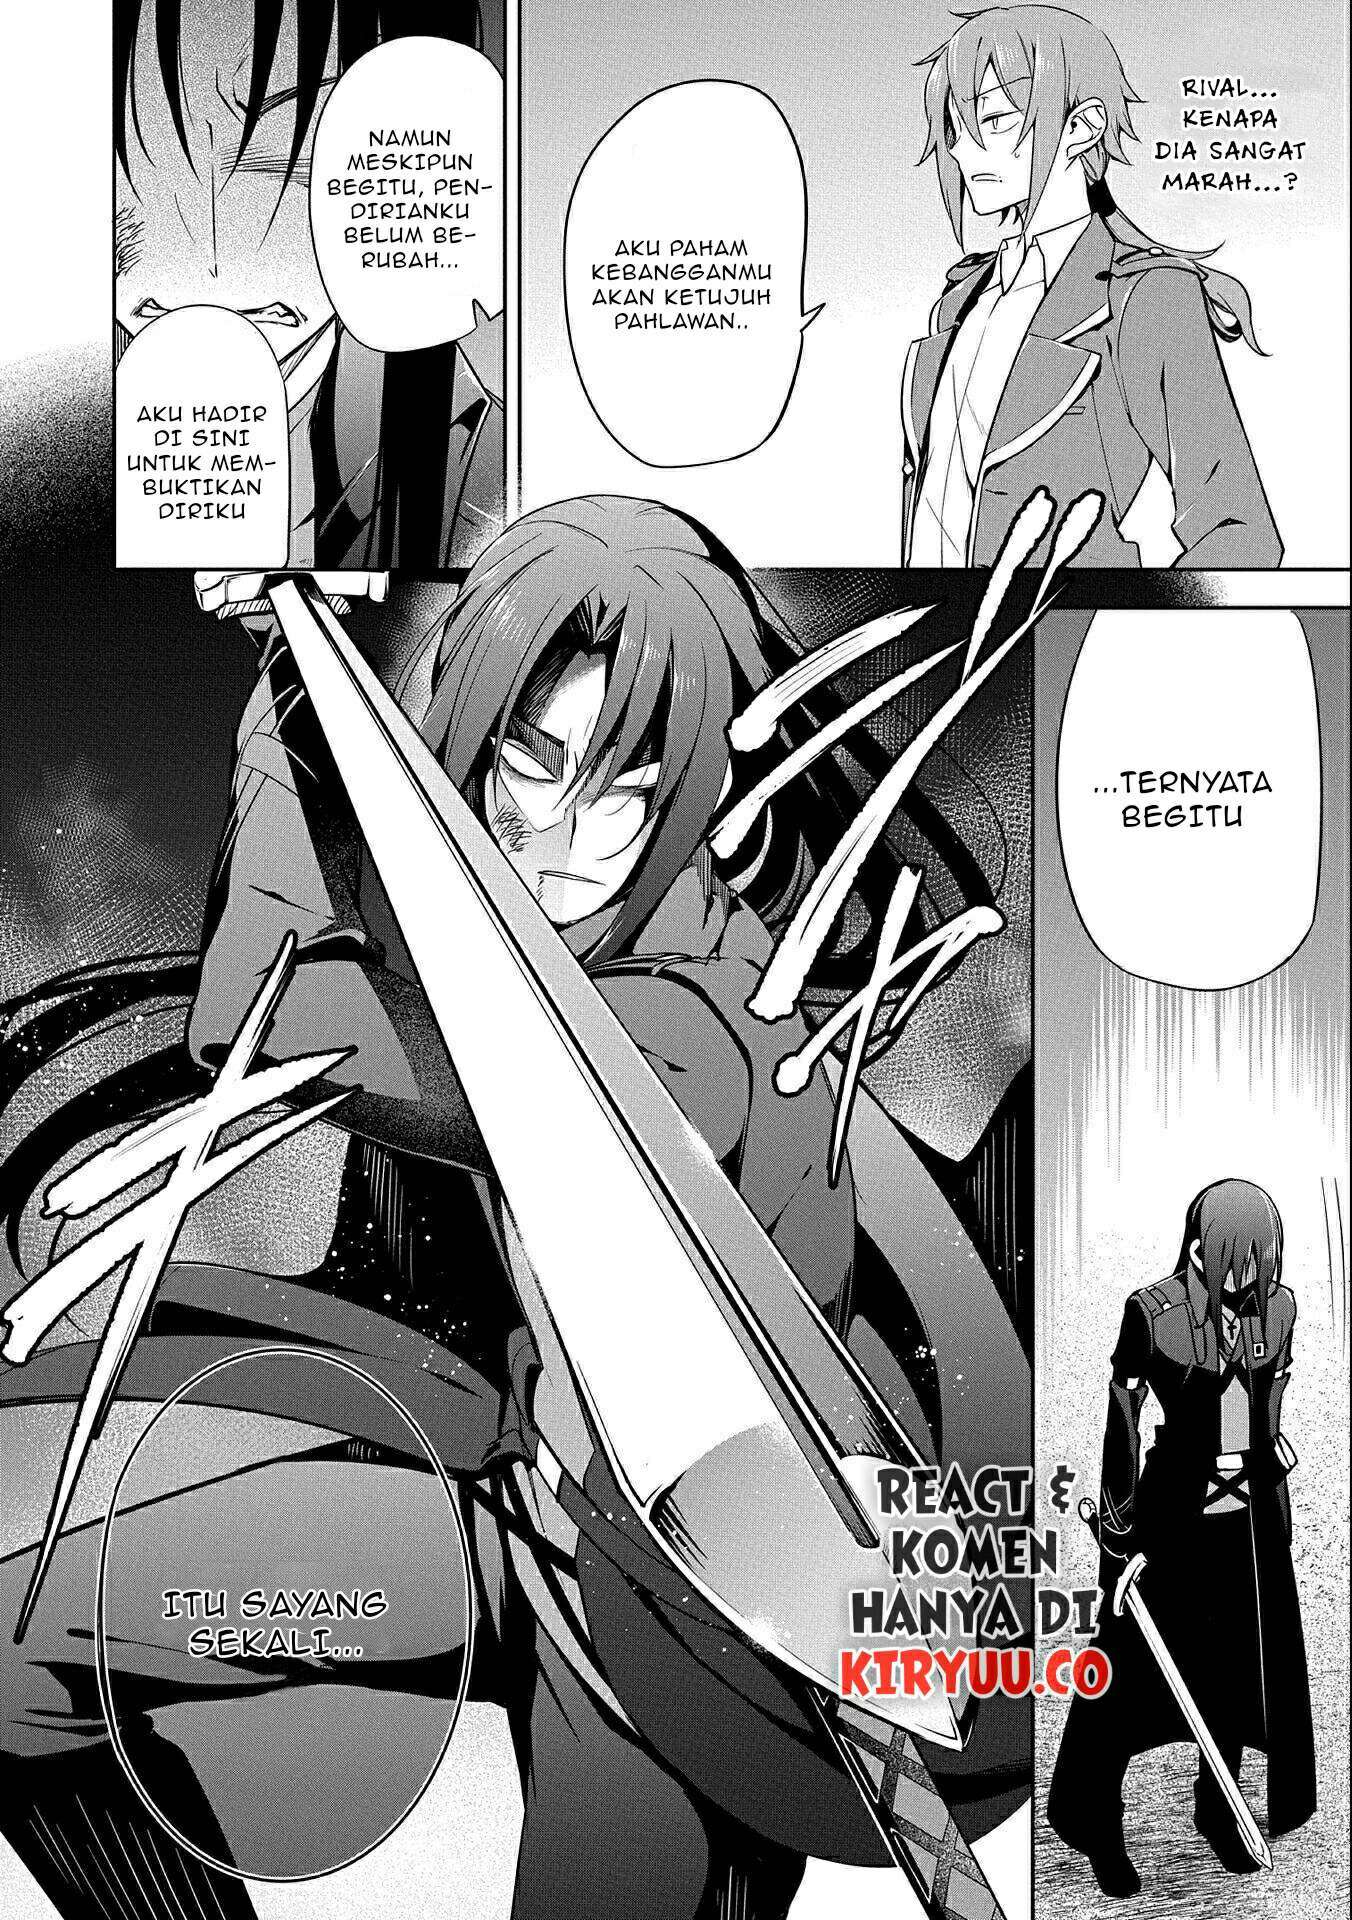 RIVAL...
KENAPA
DIA SANGAT
MARAH...?
AKU PAHAM
KEBANGGANMU
AKAN KETUJUH
PAHLAWAN..
NAMUN
MESKIPUN
BEGITU, PEN-
DIRIANKU
BELUM BE-
RUBAH...
AKU HADIR
DI SINI
UNTUK MEM-
BUKTIKAN
DIRIKU
...TERNYATA
BEGITU
ITU SAYANG
SEKALI...
REACT &
KOMEN
HANYA DI
KIRYUU.CO